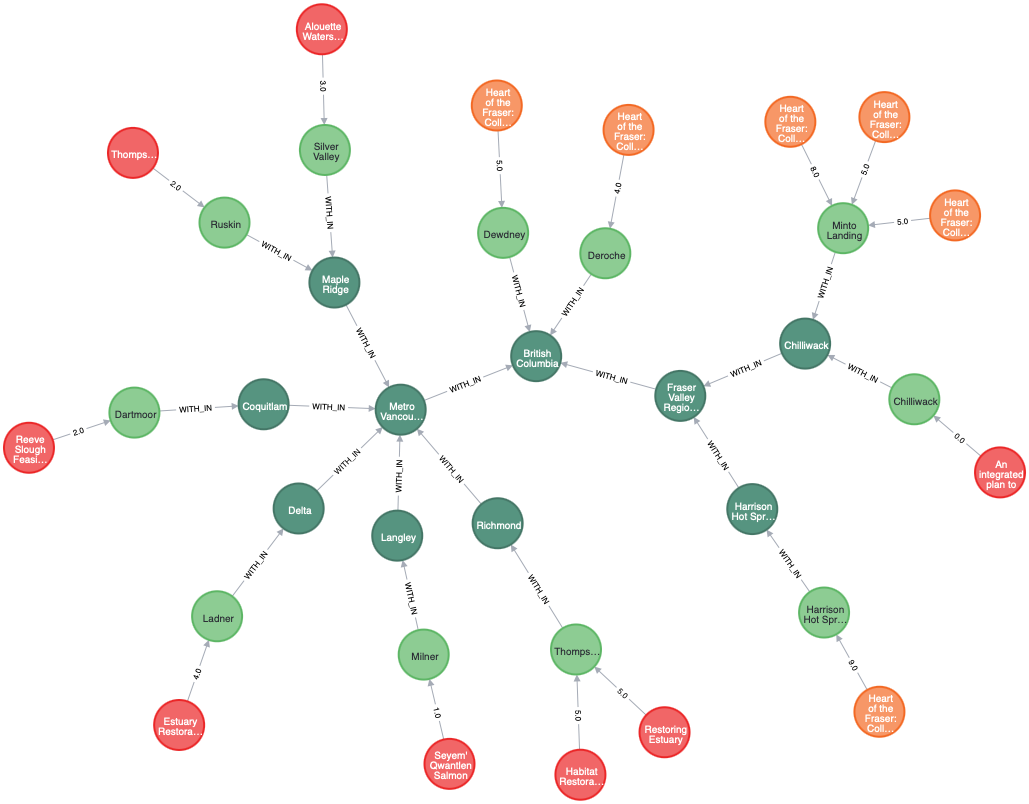 Alouette
Waters…
3.0
Silver
Valley
WITH_IN
Thomps…
2.0
Ruskin
WITH_IN
Maple
Ridge
WITH_IN
Heart
of the
Fraser:
Coll…
5.0
Dewdney
WITH_IN
Heart
of the
Fraser:
Coll…
4.0
Deroche
WITH_IN
British
Columbia
Heart
of the
Fraser:
Coll…
8.0
Heart
of the
Fraser:
Coll…
5.0
Heart
of the
Fraser:
Coll…
5.0
Minto
Landing
WITH_IN
Chilliwack
WITH_IN
Fraser
Valley
Regio…
WITH_IN
Chilliwack
WITH_IN
0.0
An
integrated
plan to
Reeve
Slough
Feasi…
2.0
Dartmoor
WITH_IN
Coquitlam
WITH_IN
Metro
Vancou…
WITH_IN
WITH_IN
Delta
WITH_IN
Ladner
4.0
Estuary
Restora…
WITH_IN
Langley
WITH_IN
Milner
1.0
Seyem'
Qwantlen
Salmon
WITH_IN
Richmond
WITH_IN
Thomps…
5.0
Habitat
Restora…
5.0
Restoring
Estuary
WITH_IN
Harrison
Hot Spr…
WITH_IN
Harrison
Hot Spr…
9.0
Heart
of the
Fraser:
Coll…